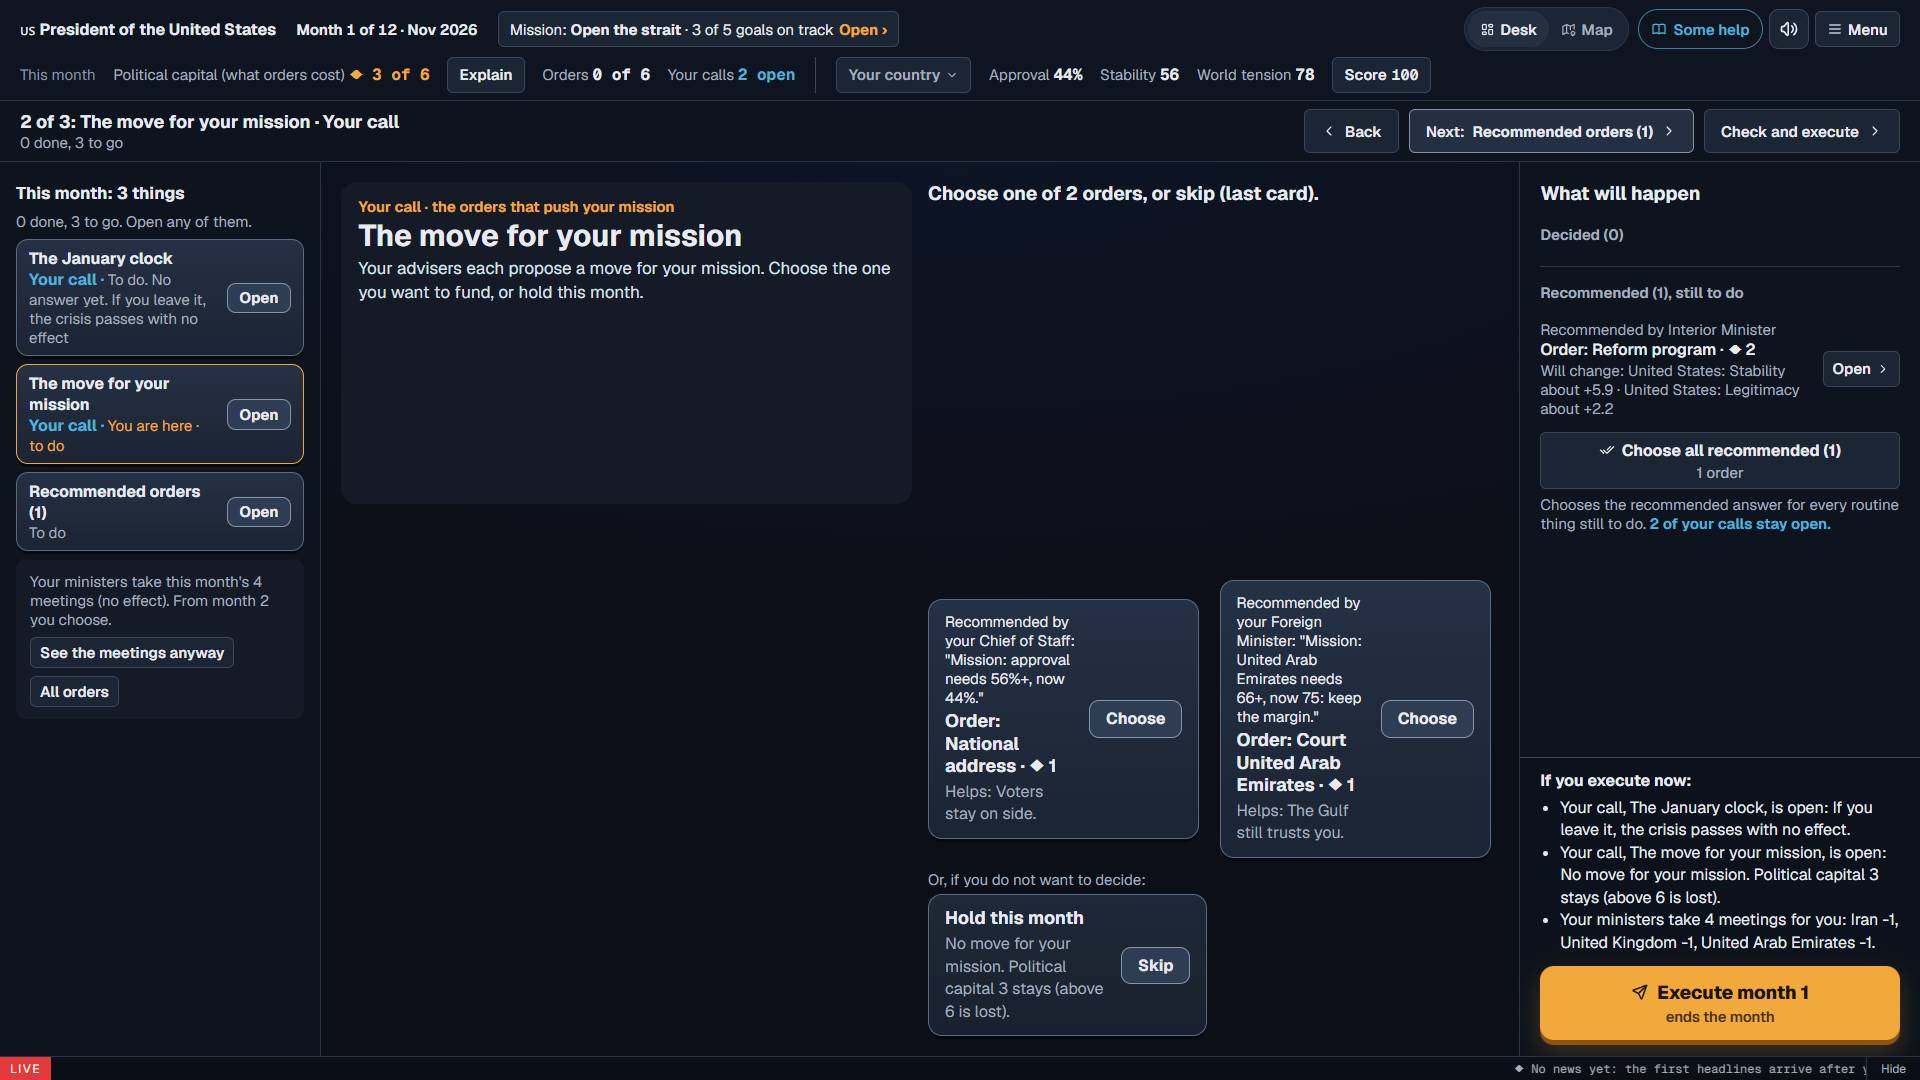 US President of the United States
Month 1 of 12 · Nov 2026
Mission: Open the strait · 3 of 5 goals on track Open ›
Desk
Map
Some help
Menu
This month
Political capital (what orders cost) ◆ 3 of 6
Explain
Orders 0 of 6
Your calls 2 open
Your country
Approval 44%
Stability 56
World tension 78
Score 100
2 of 3: The move for your mission · Your call
0 done, 3 to go
Back
Next: Recommended orders (1)
Check and execute
This month: 3 things
0 done, 3 to go. Open any of them.
The January clock
Your call · To do. No
answer yet. If you leave it,
the crisis passes with no
effect
Open
The move for your
mission
Your call · You are here ·
to do
Open
Recommended orders
(1)
To do
Open
Your ministers take this month's 4
meetings (no effect). From month 2
you choose.
See the meetings anyway
All orders
Your call · the orders that push your mission
The move for your mission
Your advisers each propose a move for your mission. Choose the one
you want to fund, or hold this month.
Choose one of 2 orders, or skip (last card).
Recommended by
your Chief of Staff:
"Mission: approval
needs 56%+, now
44%."
Order:
National
address · ◆ 1
Helps: Voters
stay on side.
Choose
Recommended by
your Foreign
Minister: "Mission:
United Arab
Emirates needs
66+, now 75: keep
the margin."
Order: Court
United Arab
Emirates · ◆ 1
Helps: The Gulf
still trusts you.
Choose
Or, if you do not want to decide:
Hold this month
No move for your
mission. Political
capital 3 stays (above
6 is lost).
Skip
What will happen
Decided (0)
Recommended (1), still to do
Recommended by Interior Minister
Order: Reform program · ◆ 2
Will change: United States: Stability
about +5.9 · United States: Legitimacy
about +2.2
Open
Choose all recommended (1)
1 order
Chooses the recommended answer for every routine
thing still to do. 2 of your calls stay open.
If you execute now:
• Your call, The January clock, is open: If you
leave it, the crisis passes with no effect.
• Your call, The move for your mission, is open:
No move for your mission. Political capital 3
stays (above 6 is lost).
• Your ministers take 4 meetings for you: Iran -1,
United Kingdom -1, United Arab Emirates -1.
Execute month 1
ends the month
LIVE
◆ No news yet: the first headlines arrive after
Hide